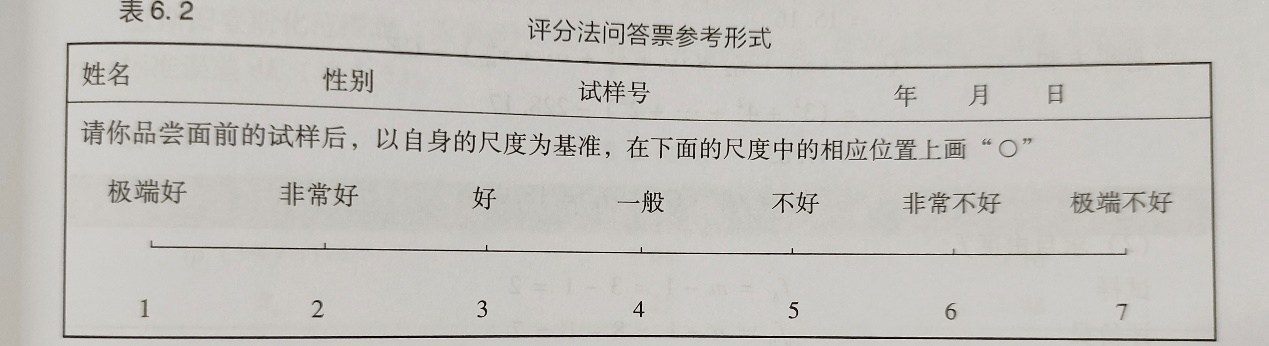 表6.2
评分法问答票参考形式
姓名 性别 试样号 年 月 日
请你品尝面前的试样后，以自身的尺度为基准，在下面的尺度中的相应位置上画“○”
极端好 非常好 好 一般 不好 非常不好 极端不好
1 2 3 4 5 6 7